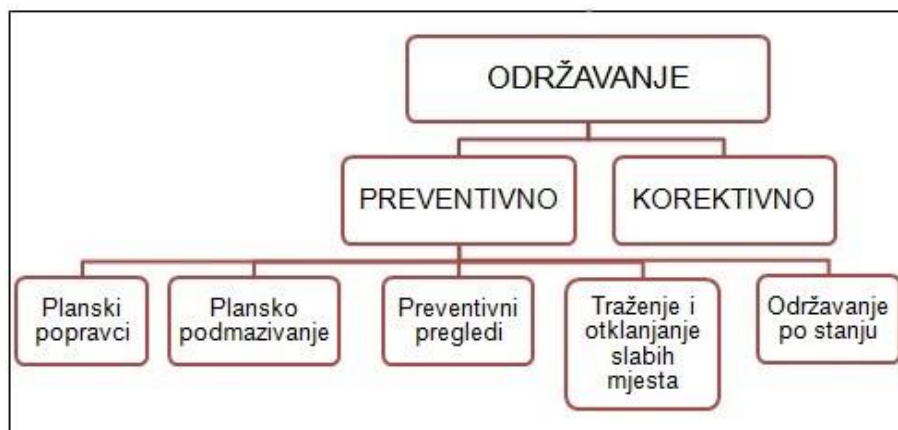 ODRŽAVANJE
PREVENTIVNO
KOREKTIVNO
Planski
popravci
Plansko
podmazivanje
Preventivni
pregledi
Traženje i
otklanjanje
slabih
mjesta
Održavanje
po stanju